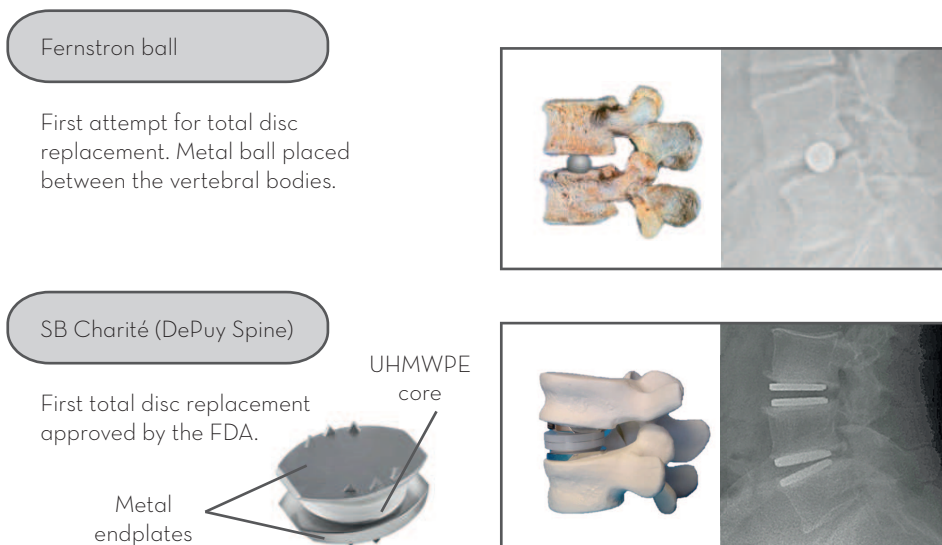 Fernstron ball
First attempt for total disc
replacement. Metal ball placed
between the vertebral bodies.
SB Charité (DePuy Spine)
First total disc replacement
approved by the FDA.
UHMWPE
core
Metal
endplates